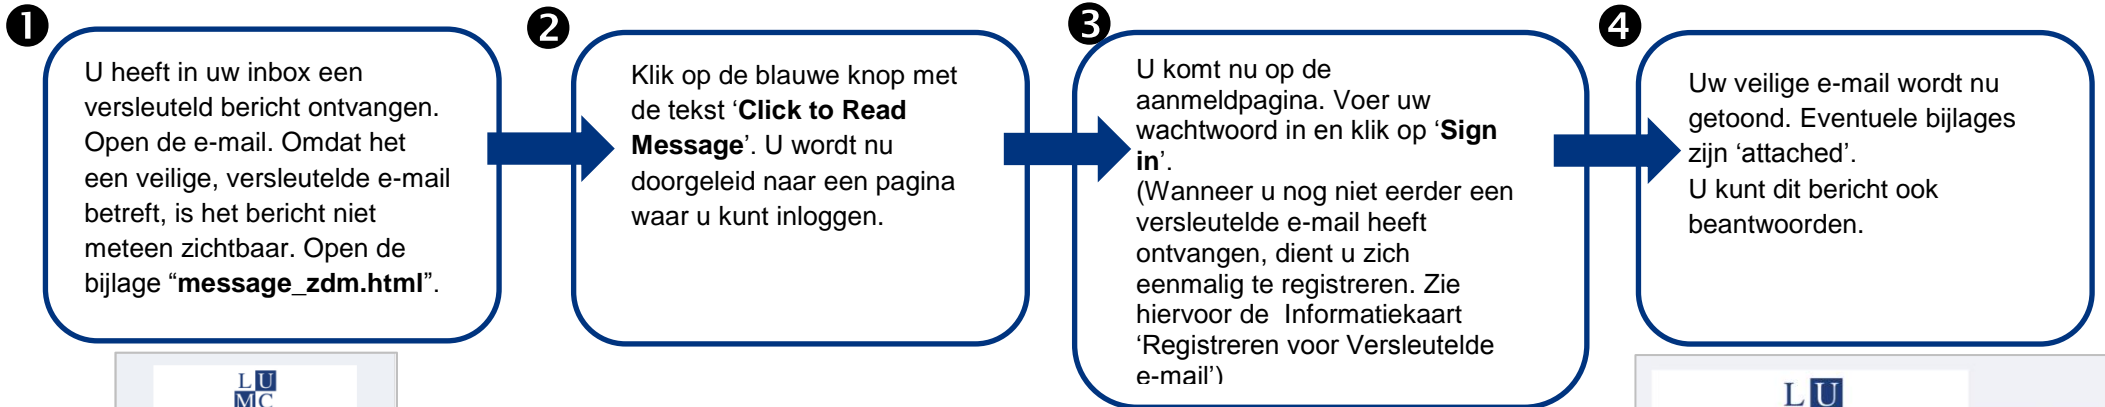 1
U heeft in uw inbox een
versleuteld bericht ontvangen.
Open de e-mail. Omdat het
een veilige, versleutelde e-mail
betreft, is het bericht niet
meteen zichtbaar. Open de
bijlage “message_zdm.html”.
2
Klik op de blauwe knop met
de tekst ‘Click to Read
Message’. U wordt nu
doorgeleid naar een pagina
waar u kunt inloggen.
3
U komt nu op de
aanmeldpagina. Voer uw
wachtwoord in en klik op ‘Sign
in’.
(Wanneer u nog niet eerder een
versleutelde e-mail heeft
ontvangen, dient u zich
eenmalig te registreren. Zie
hiervoor de  Informatiekaart
‘Registreren voor Versleutelde
e-mail’)
4
Uw veilige e-mail wordt nu
getoond. Eventuele bijlages
zijn ‘attached’.
U kunt dit bericht ook
beantwoorden.
L U
M C
L U